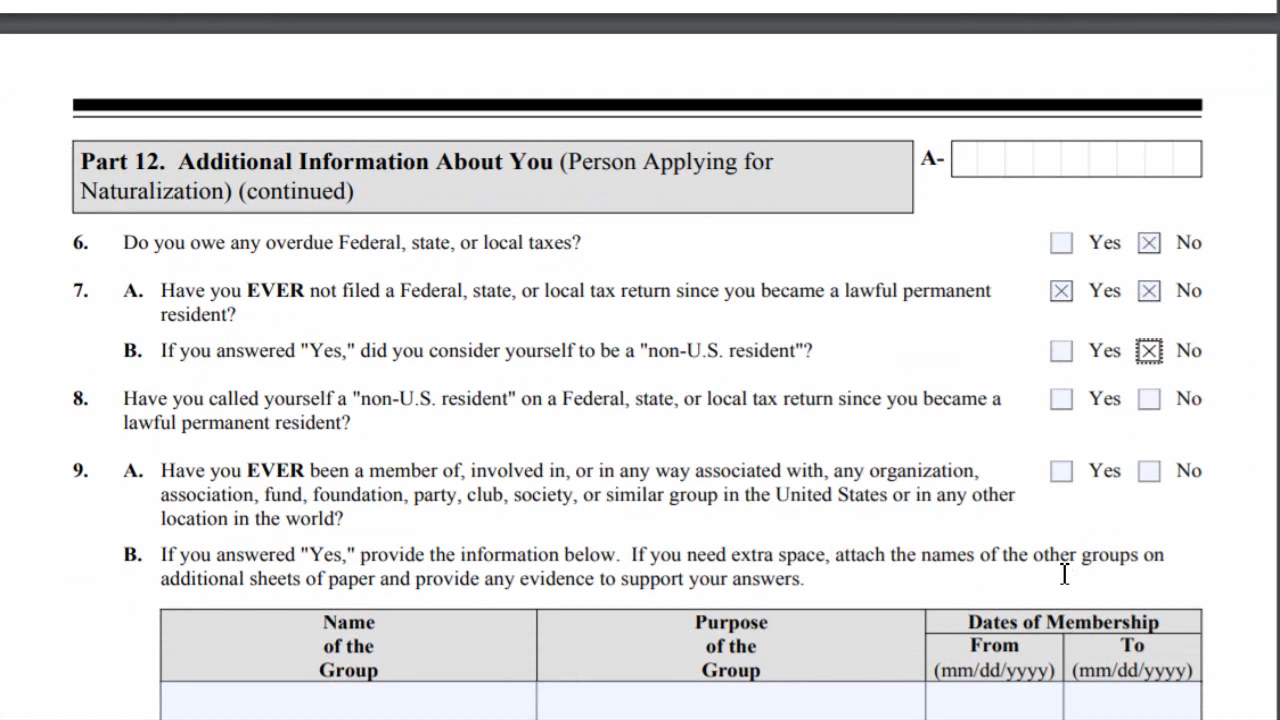 Part 12. Additional Information About You (Person Applying for
Naturalization) (continued)
A-
6. Do you owe any overdue Federal, state, or local taxes? Yes No
7. A. Have you EVER not filed a Federal, state, or local tax return since you became a lawful permanent Yes No
resident?
B. If you answered "Yes," did you consider yourself to be a "non-U.S. resident"? Yes No
8. Have you called yourself a "non-U.S. resident" on a Federal, state, or local tax return since you became a Yes No
lawful permanent resident?
9. A. Have you EVER been a member of, involved in, or in any way associated with, any organization, Yes No
association, fund, foundation, party, club, society, or similar group in the United States or in any other
location in the world?
B. If you answered "Yes," provide the information below. If you need extra space, attach the names of the other groups on
additional sheets of paper and provide any evidence to support your answers.
Name
of the
Group
Purpose
of the
Group
Dates of Membership
From
(mm/dd/yyyy)
To
(mm/dd/yyyy)